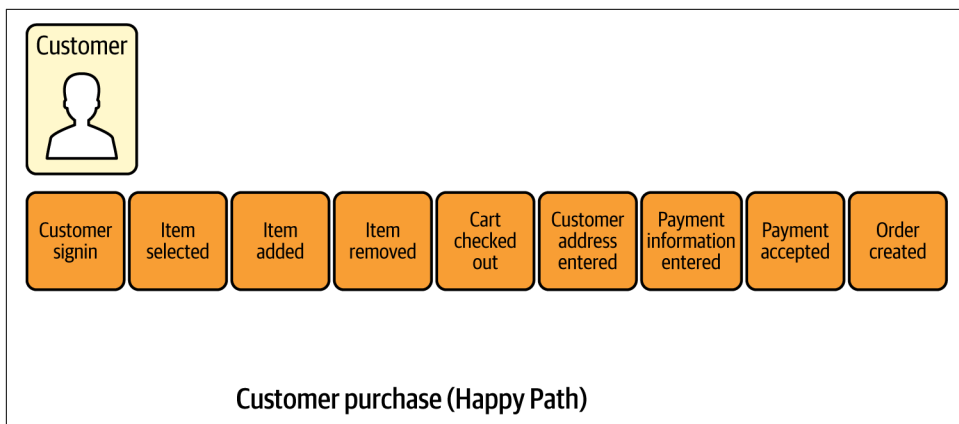 Customer
Customer
signin
Item
selected
Item
added
Item
removed
Cart
checked
out
Customer
address
entered
Payment
information
entered
Payment
accepted
Order
created
Customer purchase (Happy Path)